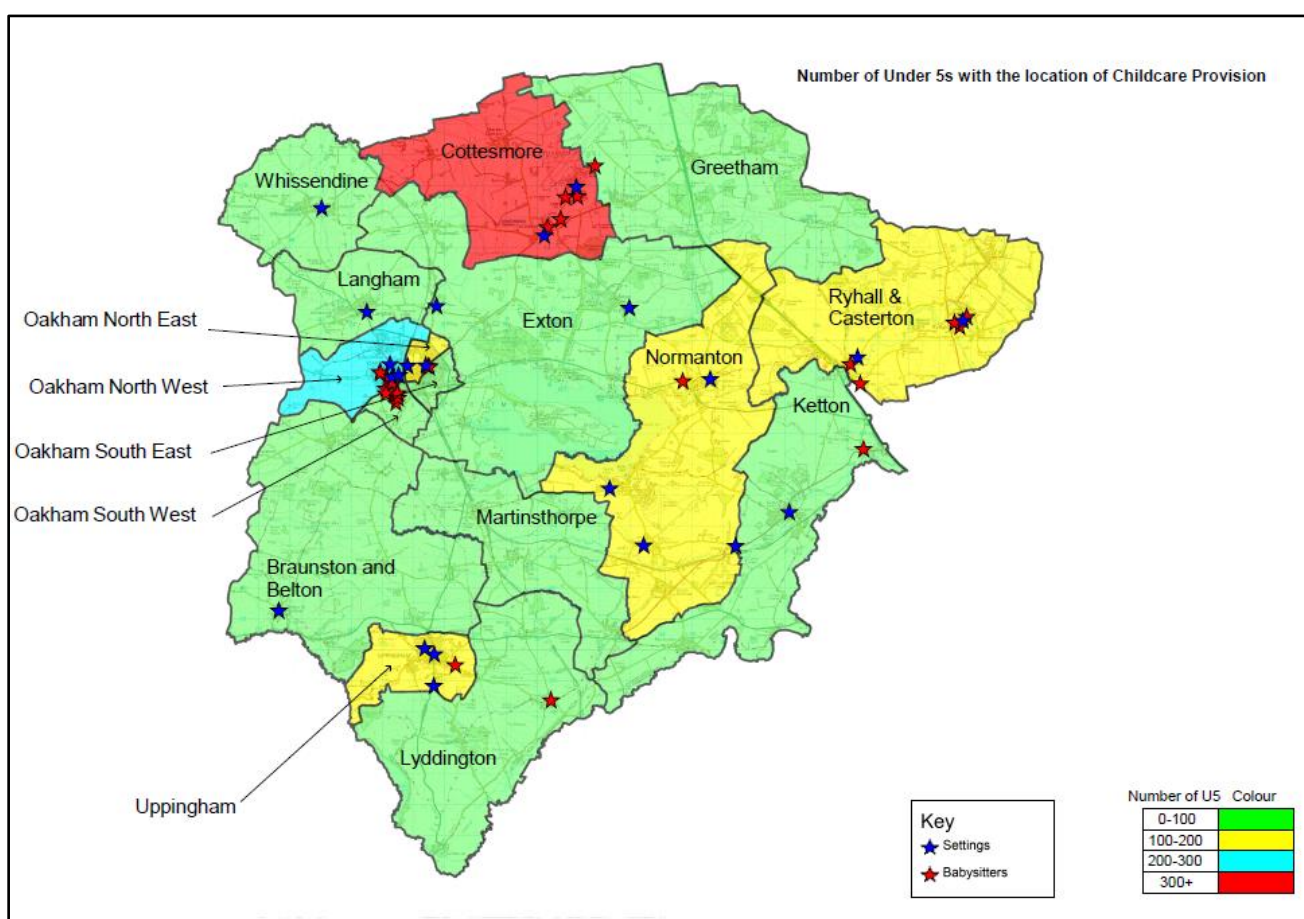 Number of Under 5s with the location of Childcare Provision
Cottesmore
Greetham
Whissendine
Langham
Oakham North East
Exton
Ryhall &
Casterton
Oakham North West
Normanton
Ketton
Oakham South East
Oakham South West
Martinsthorpe
Braunston and
Belton
Lyddington
Uppingham
Key
Settings
Babysitters
Number of U5 Colour
0-100
100-200
200-300
300+